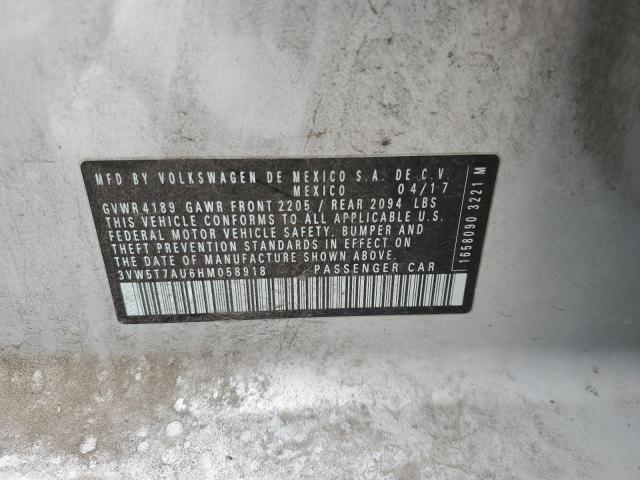 MFD BY VOLKSWAGEN DE MEXICO S.A. DE C.V.
MEXICO 04/17
GVWR 4189 GAWR FRONT 2205 / REAR 2094 LBS
THIS VEHICLE CONFORMS TO ALL APPLICABLE U.S.
FEDERAL MOTOR VEHICLE SAFETY, BUMPER AND
THEFT PREVENTION STANDARDS IN EFFECT ON THE
DATE OF MANUFACTURE SHOWN ABOVE.
3VW5T7AU6HM058918 PASSENGER CAR
1658090 3221 M